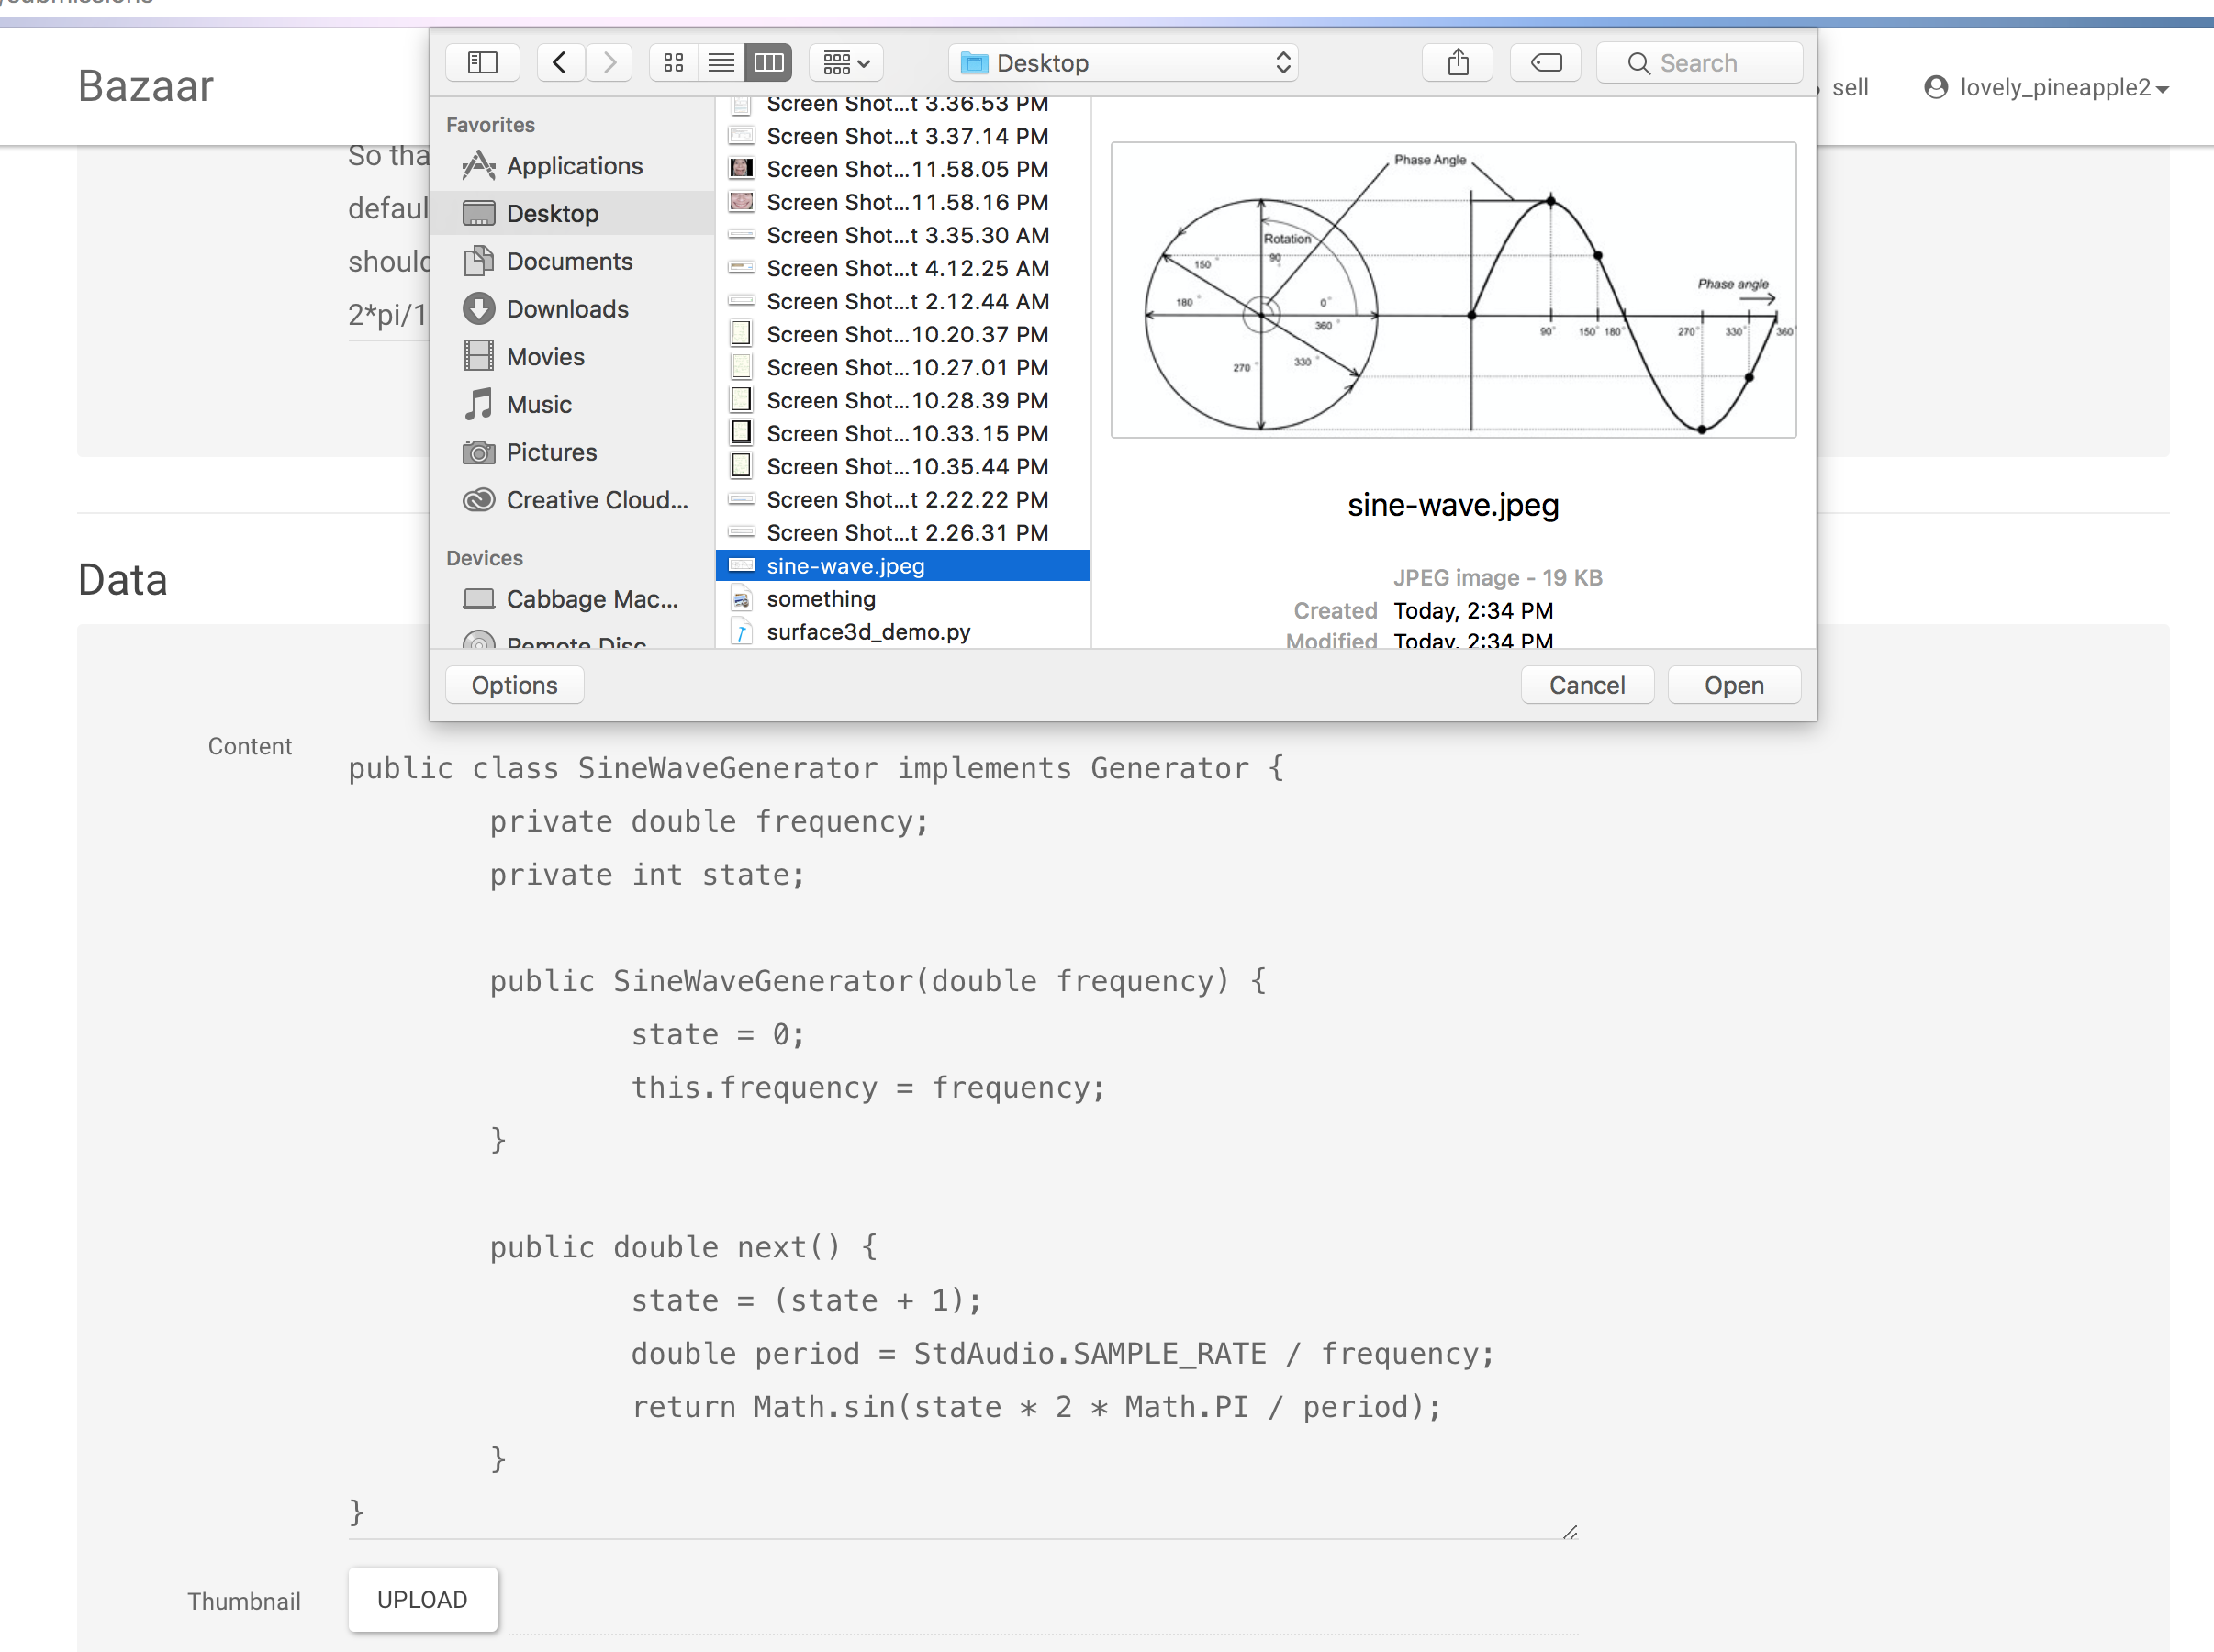 /submissions
Bazaar
Desktop
Search
sell
lovely_pineapple2
So tha
defaul
should
2*pi/1
Favorites
Applications
Desktop
Documents
Downloads
Movies
Music
Pictures
Creative Cloud...
Devices
Cabbage Mac...
Remote Disc
Screen Shot...t 3.36.53 PM
Screen Shot...t 3.37.14 PM
Screen Shot...11.58.05 PM
Screen Shot...11.58.16 PM
Screen Shot...t 3.35.30 AM
Screen Shot...t 4.12.25 AM
Screen Shot...t 2.12.44 AM
Screen Shot...10.20.37 PM
Screen Shot...10.27.01 PM
Screen Shot...10.28.39 PM
Screen Shot...10.33.15 PM
Screen Shot...10.35.44 PM
Screen Shot...t 2.22.22 PM
Screen Shot...t 2.26.31 PM
sine-wave.jpeg
something
surface3d_demo.py
Phase Angle
Rotation
90°
150°
180°
0°
360°
270°
330°
Phase angle
90° 150° 180° 270° 330° 360°
sine-wave.jpeg
JPEG image - 19 KB
Created Today, 2:34 PM
Modified Today, 2:34 PM
Options
Cancel
Open
Data
Content
public class SineWaveGenerator implements Generator {
private double frequency;
private int state;
public SineWaveGenerator(double frequency) {
state = 0;
this.frequency = frequency;
}
public double next() {
state = (state + 1);
double period = StdAudio.SAMPLE_RATE / frequency;
return Math.sin(state * 2 * Math.PI / period);
}
}
Thumbnail
UPLOAD